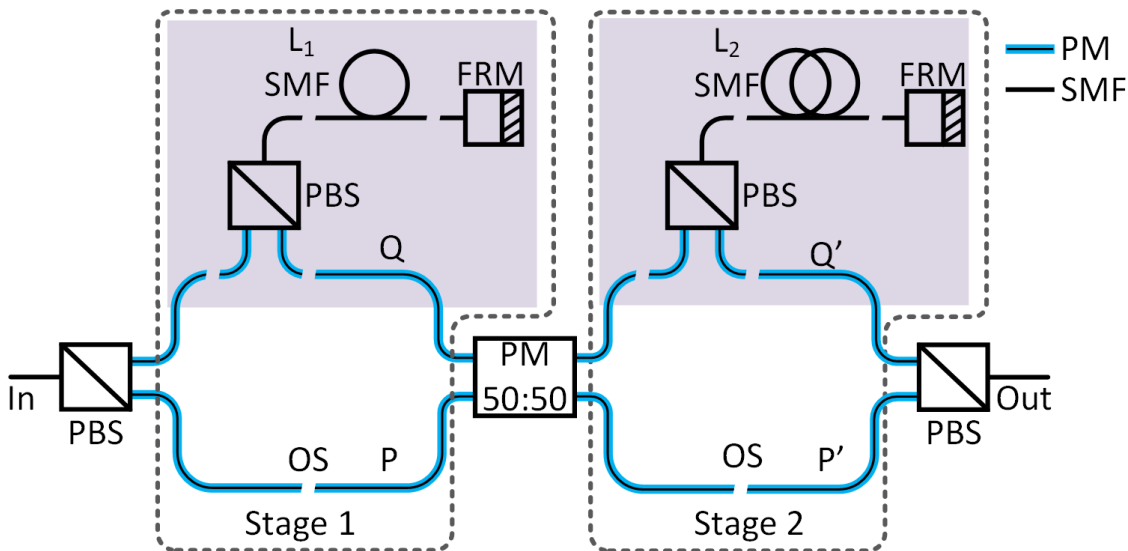 L₁
SMF
FRM
PBS
Q
In
PBS
OS
P
Stage 1
PM
50:50
L₂
SMF
FRM
PBS
Q’
OS
P’
Stage 2
PBS
Out
PM
SMF